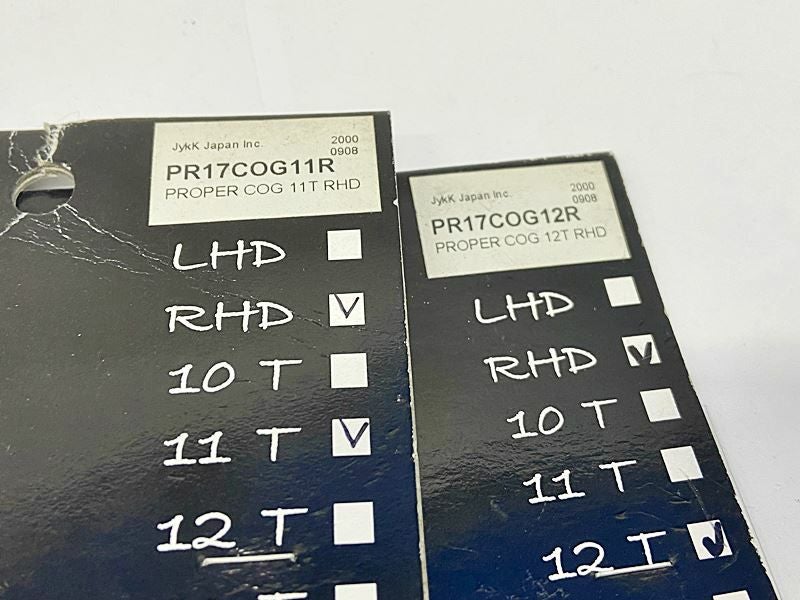 JykK Japan Inc. 2000
0908
PR17COG11R
PROPER COG 11T RHD
LHD
RHD
10 T
11 T
12 T
JykK Japan Inc. 2000
0908
PR17COG12R
PROPER COG 12T RHD
LHD
RHD
10 T
11 T
12 T